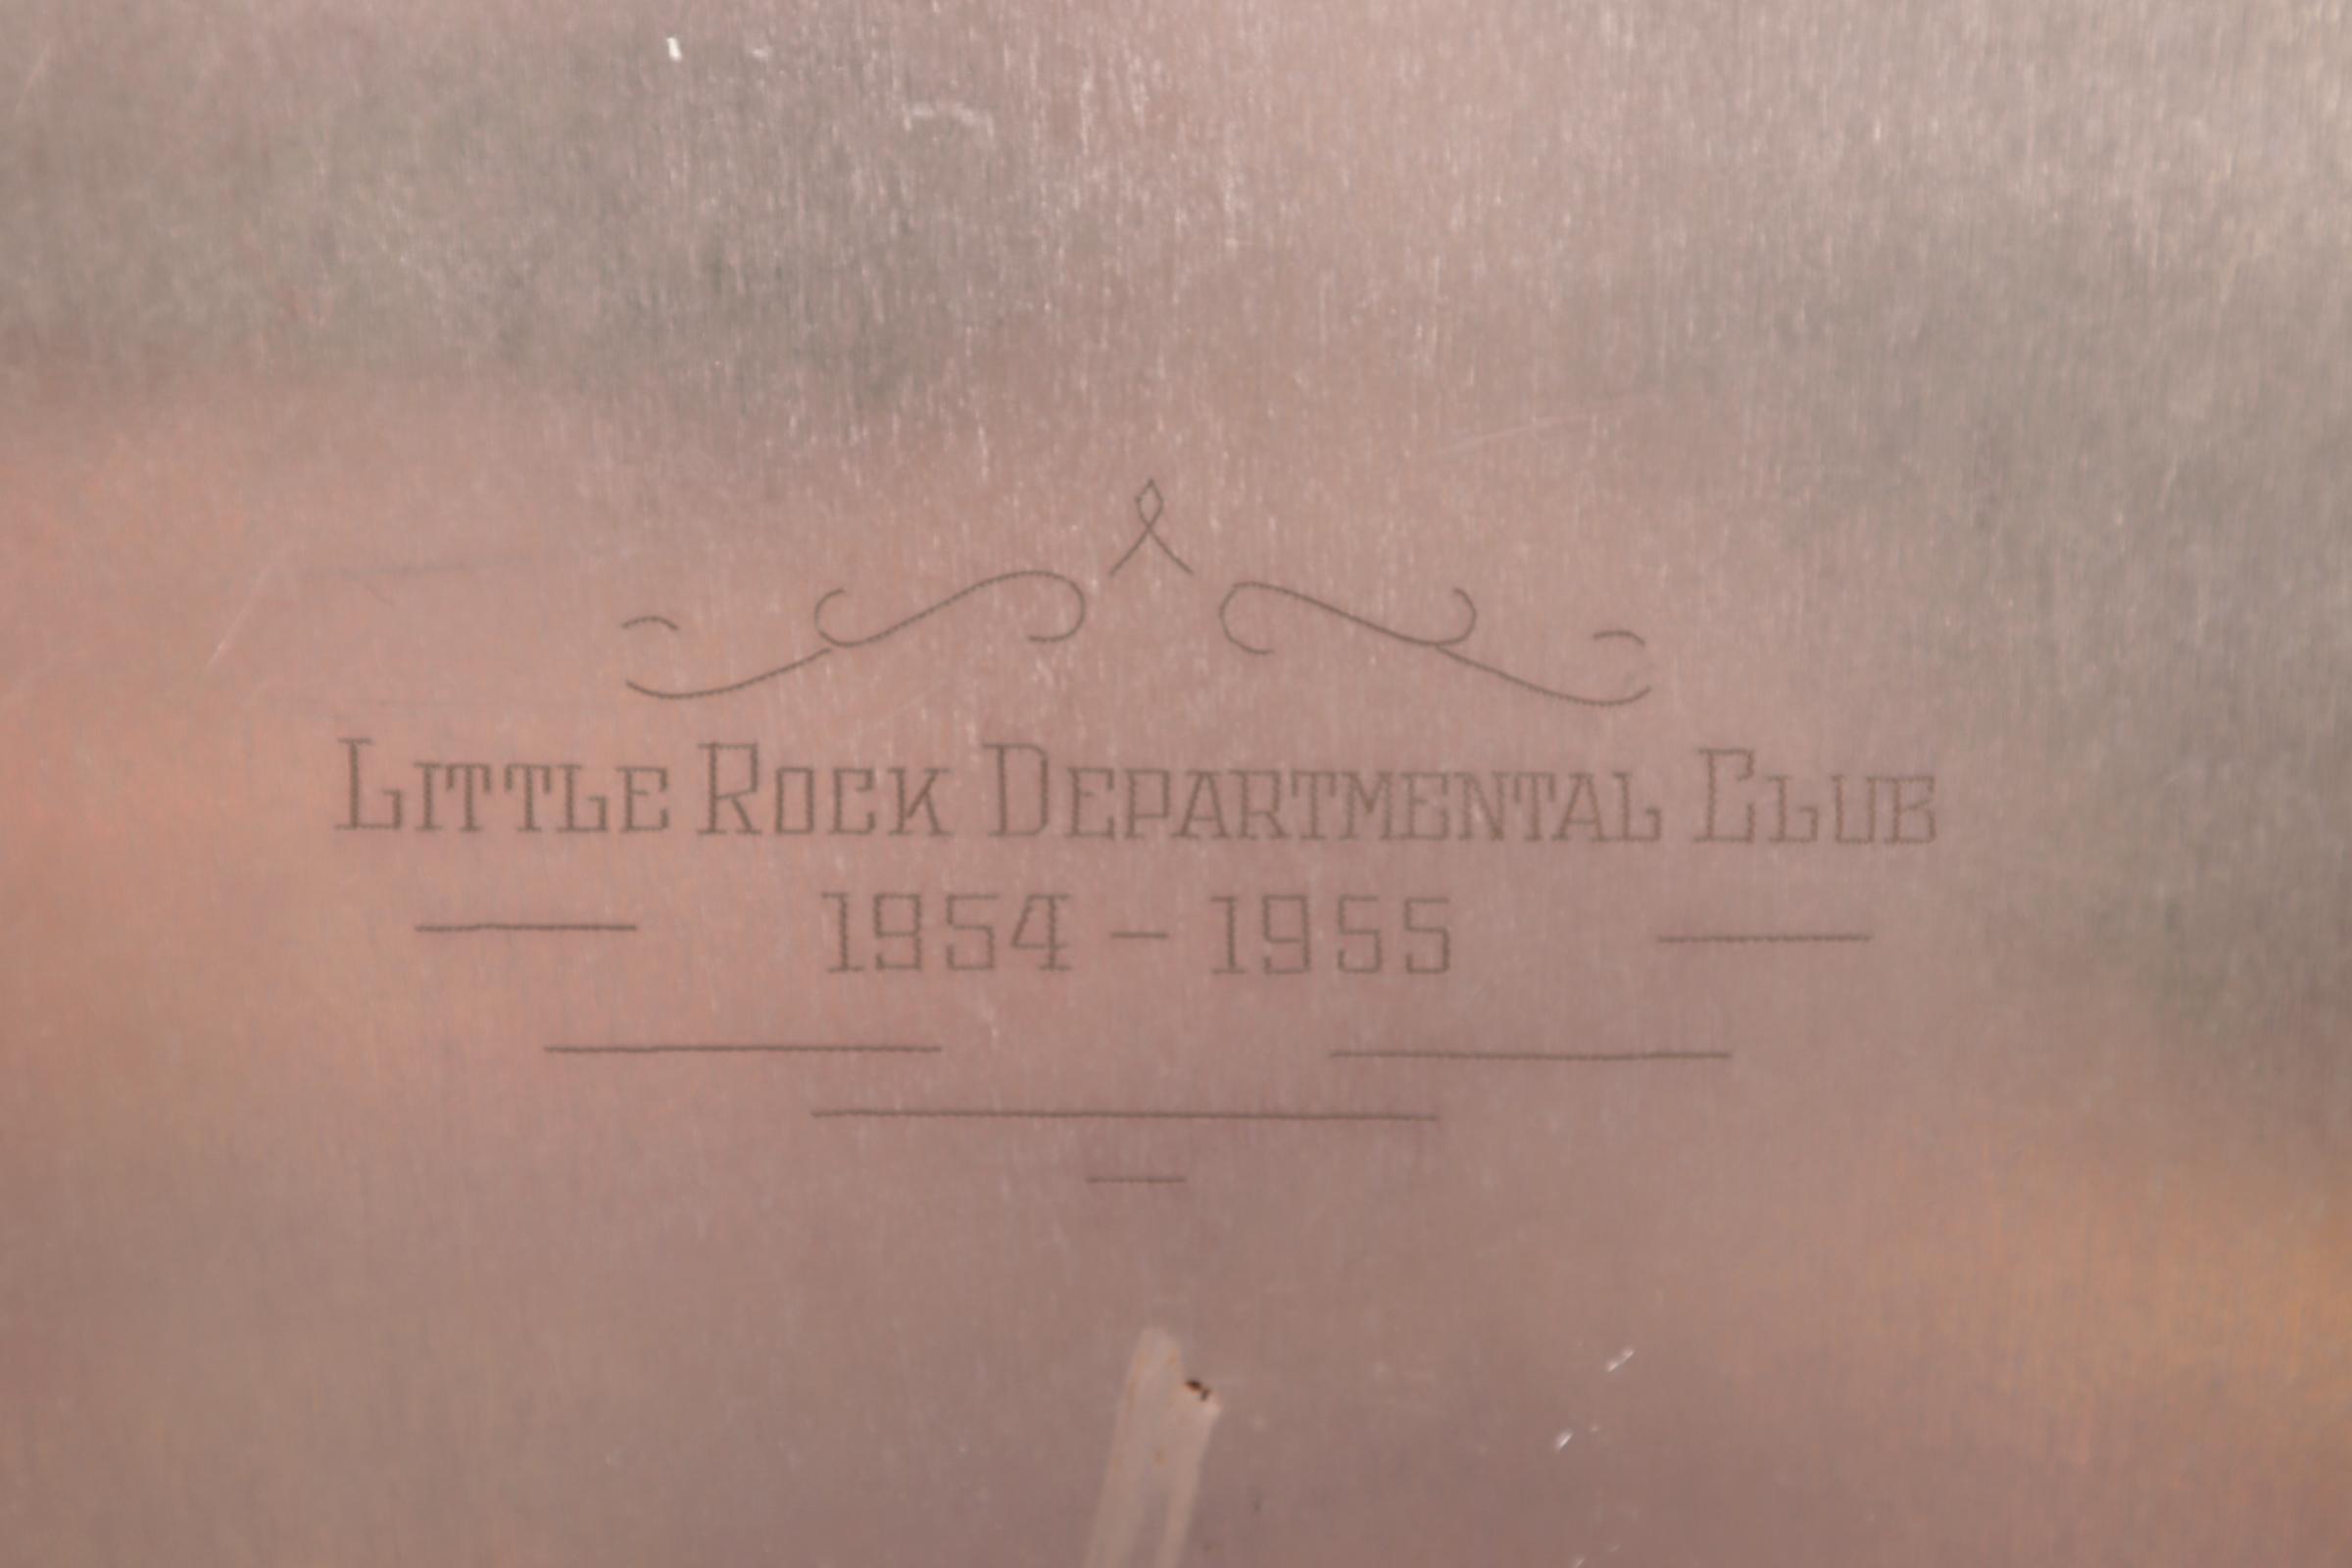 LITTLE ROCK DEPARTMENTAL CLUB
1954 - 1955